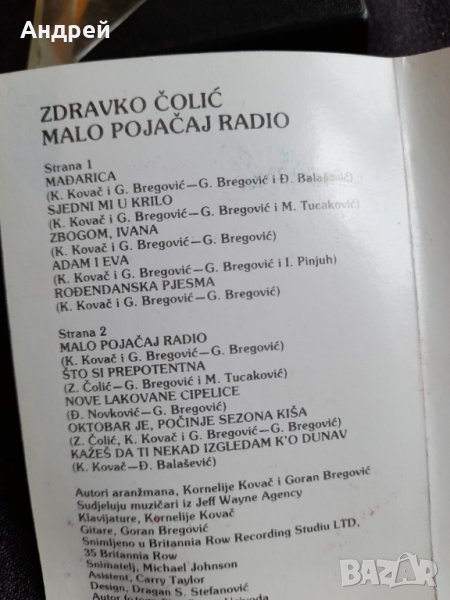 Андрей
ZDRAVKO ČOLIĆ
MALO POJAČAJ RADIO
Strana 1
MAĐARICA
(K. Kovač i G. Bregović—G. Bregović i Đ. Balašević)
SJEDNI MI U KRILO
(K. Kovač i G. Bregović—G. Bregović i M. Tucaković)
ZBOGOM, IVANA
(K. Kovač i G. Bregović—G. Bregović)
ADAM I EVA
(K. Kovač i G. Bregović—G. Bregović i I. Pinjuh)
ROĐENDANSKA PJESMA
(K. Kovač i G. Bregović—G. Bregović)
Strana 2
MALO POJAČAJ RADIO
(K. Kovač i G. Bregović—G. Bregović)
ŠTO SI PREPOTENTNA
(Z. Čolić—G. Bregović i M. Tucaković)
NOVE LAKOVANE CIPELICE
(Đ. Novković—G. Bregović)
OKTOBAR JE, POČINJE SEZONA KIŠA
(Z. Čolić, K. Kovač i G. Bregović—G. Bregović)
KAŽEŠ DA TI NEKAD IZGLEDAM K'O DUNAV
(K. Kovač—Đ. Balašević)
Autori aranžmana, Kornelije Kovač i Goran Bregović
Sudjeluju muzičari iz Jeff Wayne Agency
Klavijature, Kornelije Kovač
Gitare, Goran Bregović
Snimljeno u Britannia Row Recording Studiu LTD.
35 Britannia Row
Snimatelj, Michael Johnson
Asistent, Carry Taylor
Design, Dragan S. Stefanović
Autor
BAZAR.bg